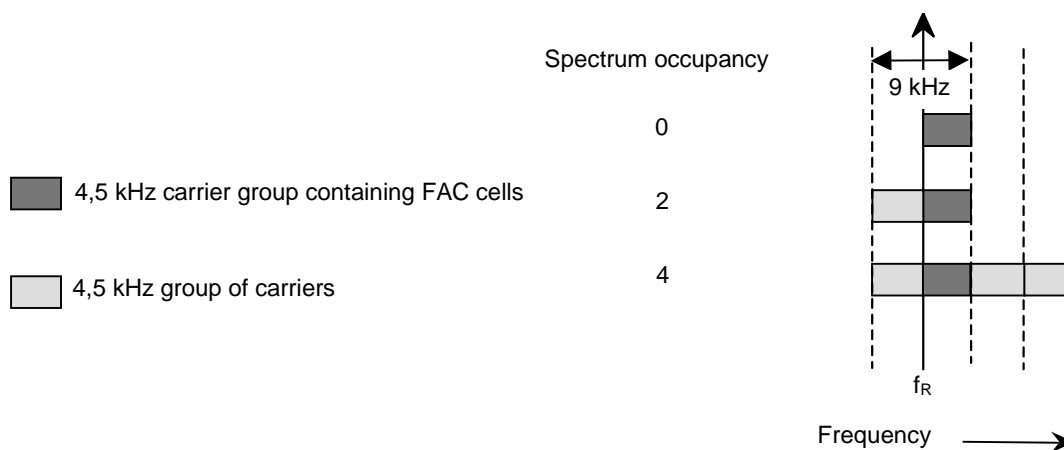 Spectrum occupancy
9 kHz
0
4,5 kHz carrier group containing FAC cells
2
4,5 kHz group of carriers
4
fR
Frequency